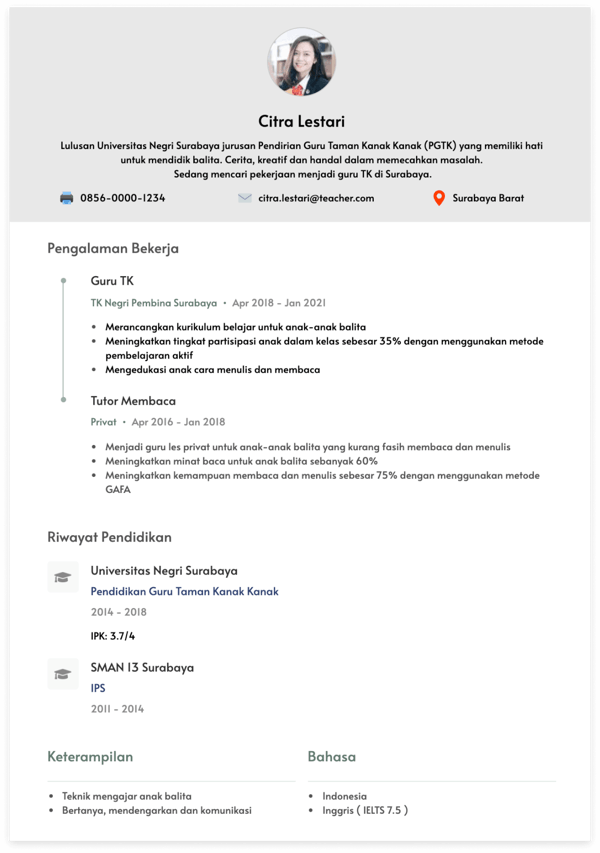 Citra Lestari
Lulusan Universitas Negri Surabaya jurusan Pendirian Guru Taman Kanak Kanak (PGTK) yang memiliki hati
untuk mendidik balita. Cerita, kreatif dan handal dalam memecahkan masalah.
Sedang mencari pekerjaan menjadi guru TK di Surabaya.
0856-0000-1234 citra.lestari@teacher.com Surabaya Barat
Pengalaman Bekerja
Guru TK
TK Negri Pembina Surabaya • Apr 2018 - Jan 2021
• Merancangkan kurikulum belajar untuk anak-anak balita
• Meningkatkan tingkat partisipasi anak dalam kelas sebesar 35% dengan menggunakan metode
pembelajaran aktif
• Mengedukasi anak cara menulis dan membaca
Tutor Membaca
Privat • Apr 2016 - Jan 2018
• Menjadi guru les privat untuk anak-anak balita yang kurang fasih membaca dan menulis
• Meningkatkan minat baca untuk anak balita sebanyak 60%
• Meningkatkan kemampuan membaca dan menulis sebesar 75% dengan menggunakan metode
GAFA
Riwayat Pendidikan
Universitas Negri Surabaya
Pendidikan Guru Taman Kanak Kanak
2014 - 2018
IPK: 3.7/4
SMAN 13 Surabaya
IPS
2011 - 2014
Keterampilan
• Teknik mengajar anak balita
• Bertanya, mendengarkan dan komunikasi
Bahasa
• Indonesia
• Inggris ( IELTS 7.5 )